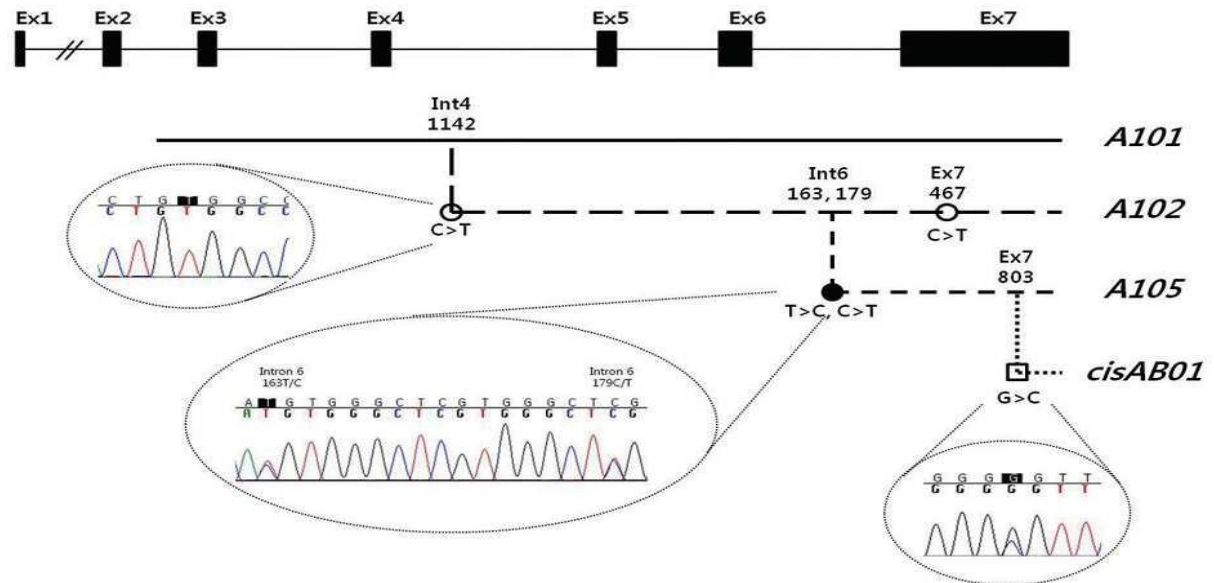 Ex1 Ex2 Ex3 Ex4 Ex5 Ex6 Ex7
Int4
1142
A101
Int6
163, 179
Ex7
467
A102
C>T
C>T
C T G G G C C
C T G T G G C C
Ex7
803
A105
T>C, C>T
cisAB01
G>C
Intron 6
163T/C
Intron 6
179C/T
A G T G G G C T C G T G G G C T C G
A T G T G G G C T C G T G G G C T C G
G G G G G T T
G G G G G T T